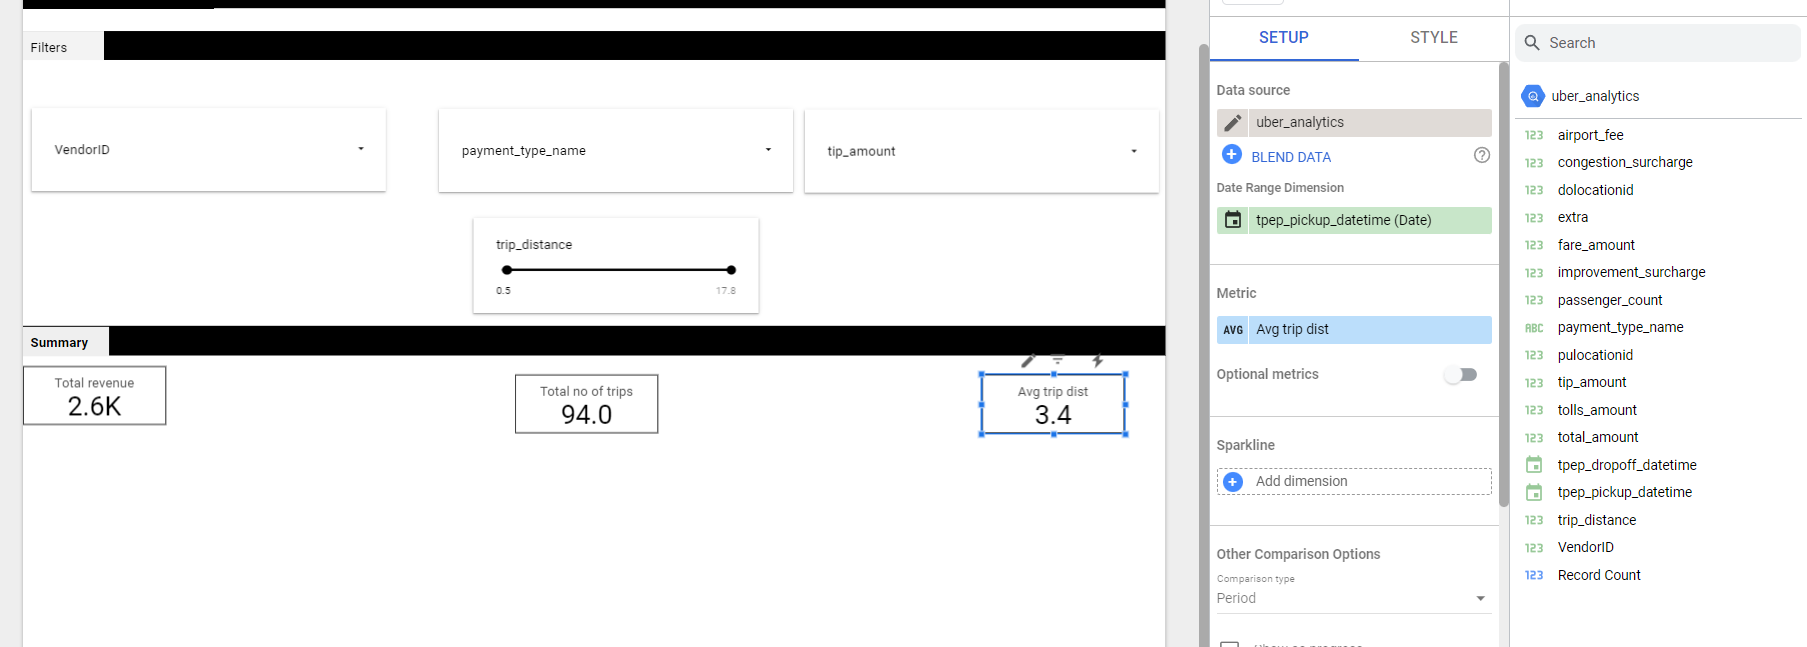 Filters
VendorID
payment_type_name
tip_amount
trip_distance
0.5
17.8
Summary
Total revenue
2.6K
Total no of trips
94.0
Avg trip dist
3.4
SETUP
STYLE
Data source
uber_analytics
BLEND DATA
Date Range Dimension
tpep_pickup_datetime (Date)
Metric
AVG Avg trip dist
Optional metrics
Sparkline
Add dimension
Other Comparison Options
Comparison type
Period
Search
uber_analytics
123 airport_fee
123 congestion_surcharge
123 dolocationid
123 extra
123 fare_amount
123 improvement_surcharge
123 passenger_count
ABC payment_type_name
123 pulocationid
123 tip_amount
123 tolls_amount
123 total_amount
tpep_dropoff_datetime
tpep_pickup_datetime
123 trip_distance
123 VendorID
123 Record Count